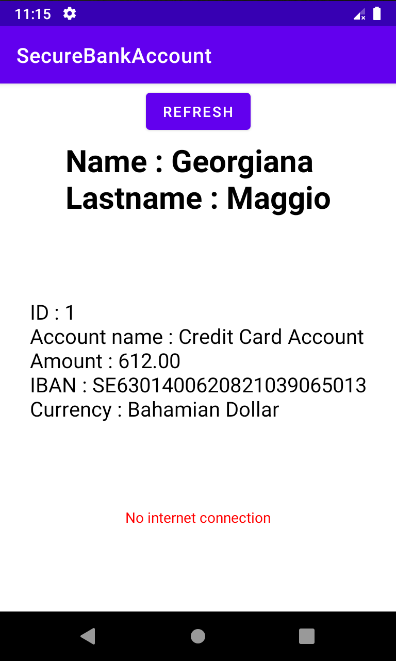 11:15
SecureBankAccount
REFRESH
Name : Georgiana
Lastname : Maggio
ID : 1
Account name : Credit Card Account
Amount : 612.00
IBAN : SE6301400620821039065013
Currency : Bahamian Dollar
No internet connection